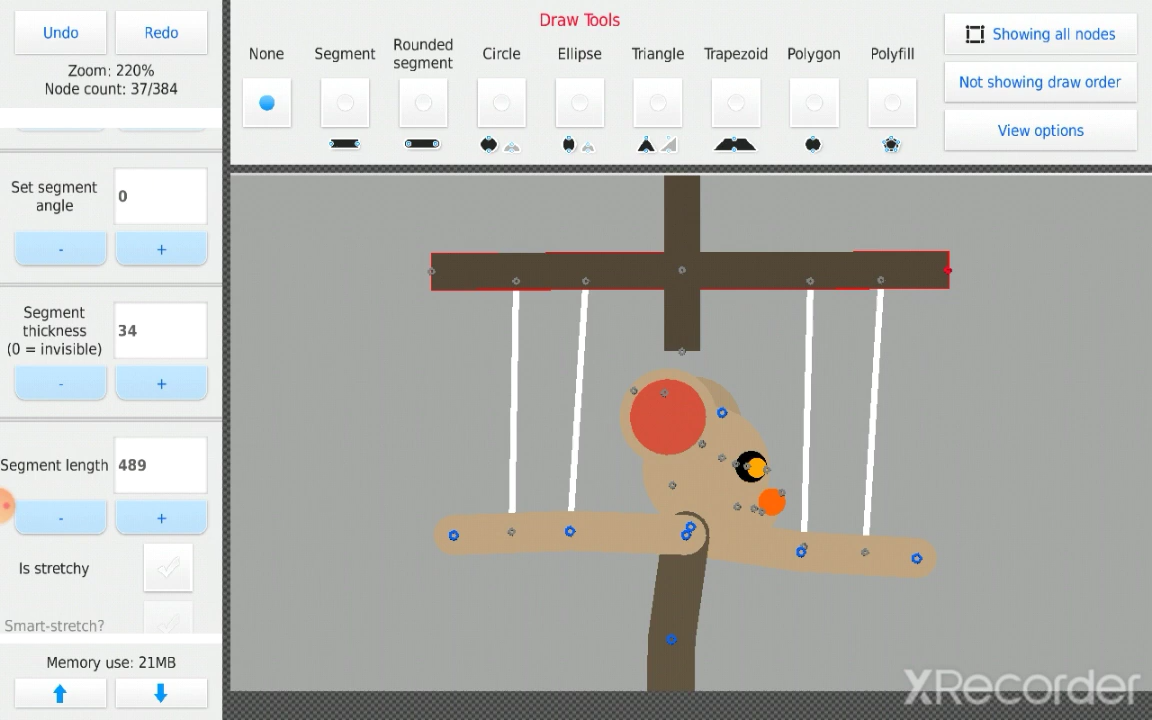 Undo
Redo
Zoom: 220%
Node count: 37/384
Draw Tools
None
Segment
Rounded
segment
Circle
Ellipse
Triangle
Trapezoid
Polygon
Polyfill
Showing all nodes
Not showing draw order
View options
Set segment
angle
0
-
+
Segment
thickness
(0 = invisible)
34
-
+
Segment length
489
-
+
Is stretchy
Smart-stretch?
Memory use: 21MB
XRecorder